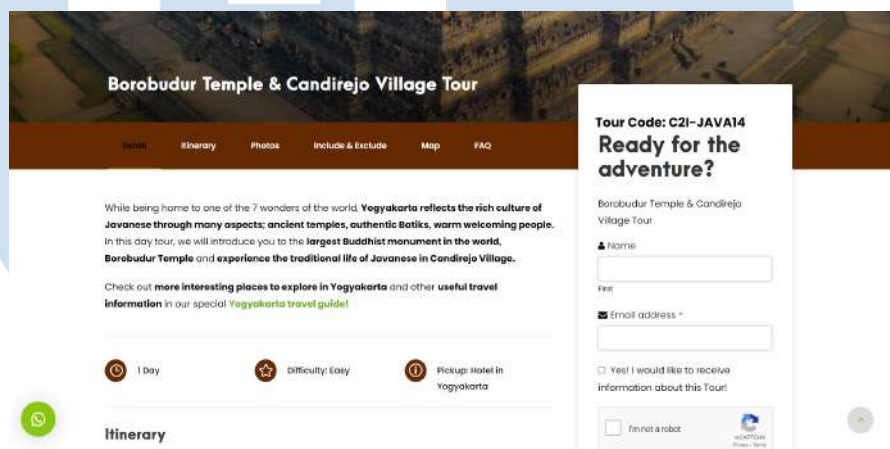 Borobudur Temple & Candirejo Village Tour
Detail
Itinerary
Photos
Include & Exclude
Map
FAQ
While being home to one of the 7 wonders of the world, Yogyakarta reflects the rich culture of
Javanese through many aspects; ancient temples, authentic Batiks, warm welcoming people.
In this day tour, we will introduce you to the largest Buddhist monument in the world,
Borobudur Temple and experience the traditional life of Javanese in Candirejo Village.
Check out more interesting places to explore in Yogyakarta and other useful travel
information in our special Yogyakarta travel guide!
1 Day
Difficulty: Easy
Pickup: Hotel in
Yogyakarta
Itinerary
Tour Code: C2I-JAVA14
Ready for the
adventure?
Borobudur Temple & Candirejo
Village Tour
Name
First
Email address *
Yes! I would like to receive
information about this Tour!
I'm not a robot
reCAPTCHA
Privacy - Terms